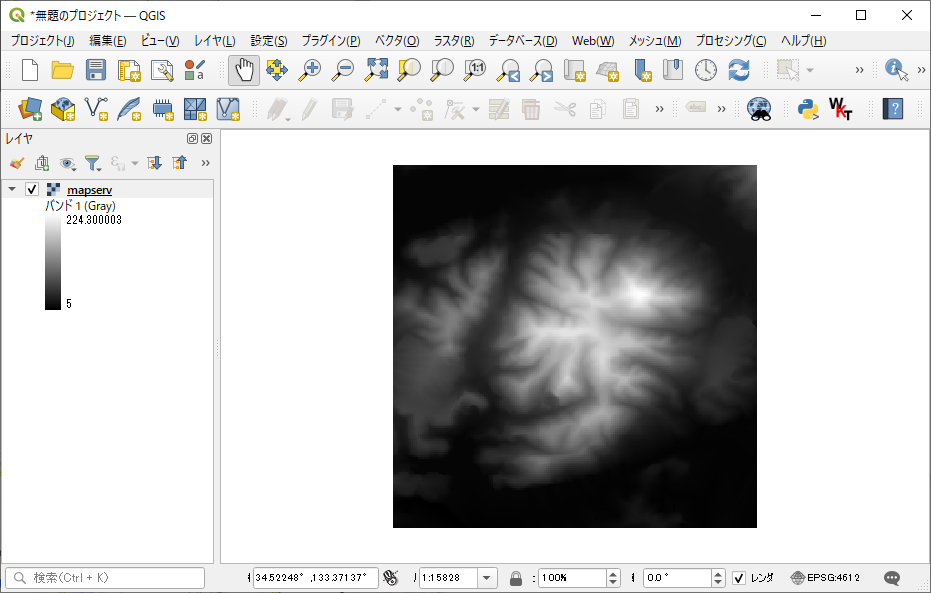 *無題のプロジェクト — QGIS
プロジェクト(J) 編集(E) ビュー(V) レイヤ(L) 設定(S) プラグイン(P) ベクタ(O) ラスタ(R) データベース(D) Web(W) メッシュ(M) プロセシング(C) ヘルプ(H)
レイヤ
mapserv
バンド 1 (Gray)
224.300003
5
検索(Ctrl + K)
34.52248° ,133.37137°
1:15828
: 100%
0.0 °
レンダ
EPSG:4612